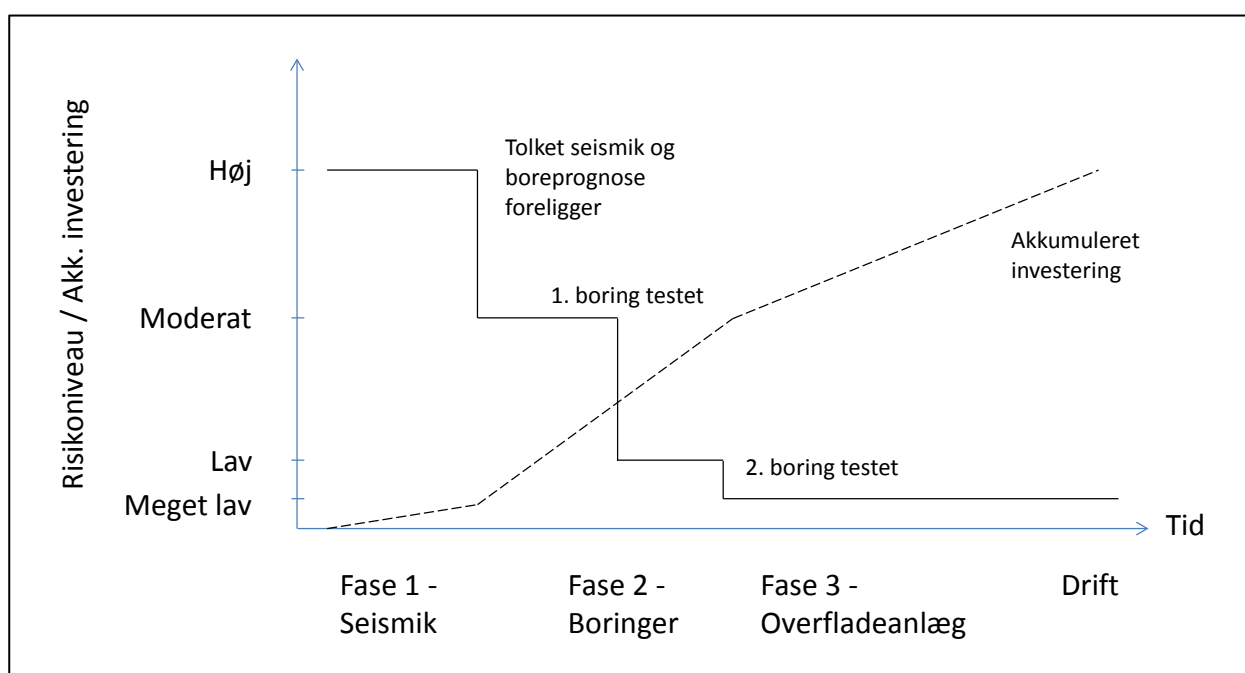 Risikoniveau / Akk. investering
Høj
Moderat
Lav
Meget lav
Tolket seismik og
boreprognose
foreligger
1. boring testet
2. boring testet
Akkumuleret
investering
Tid
Fase 1 -
Seismik
Fase 2 -
Boringer
Fase 3 -
Overfladeanlæg
Drift